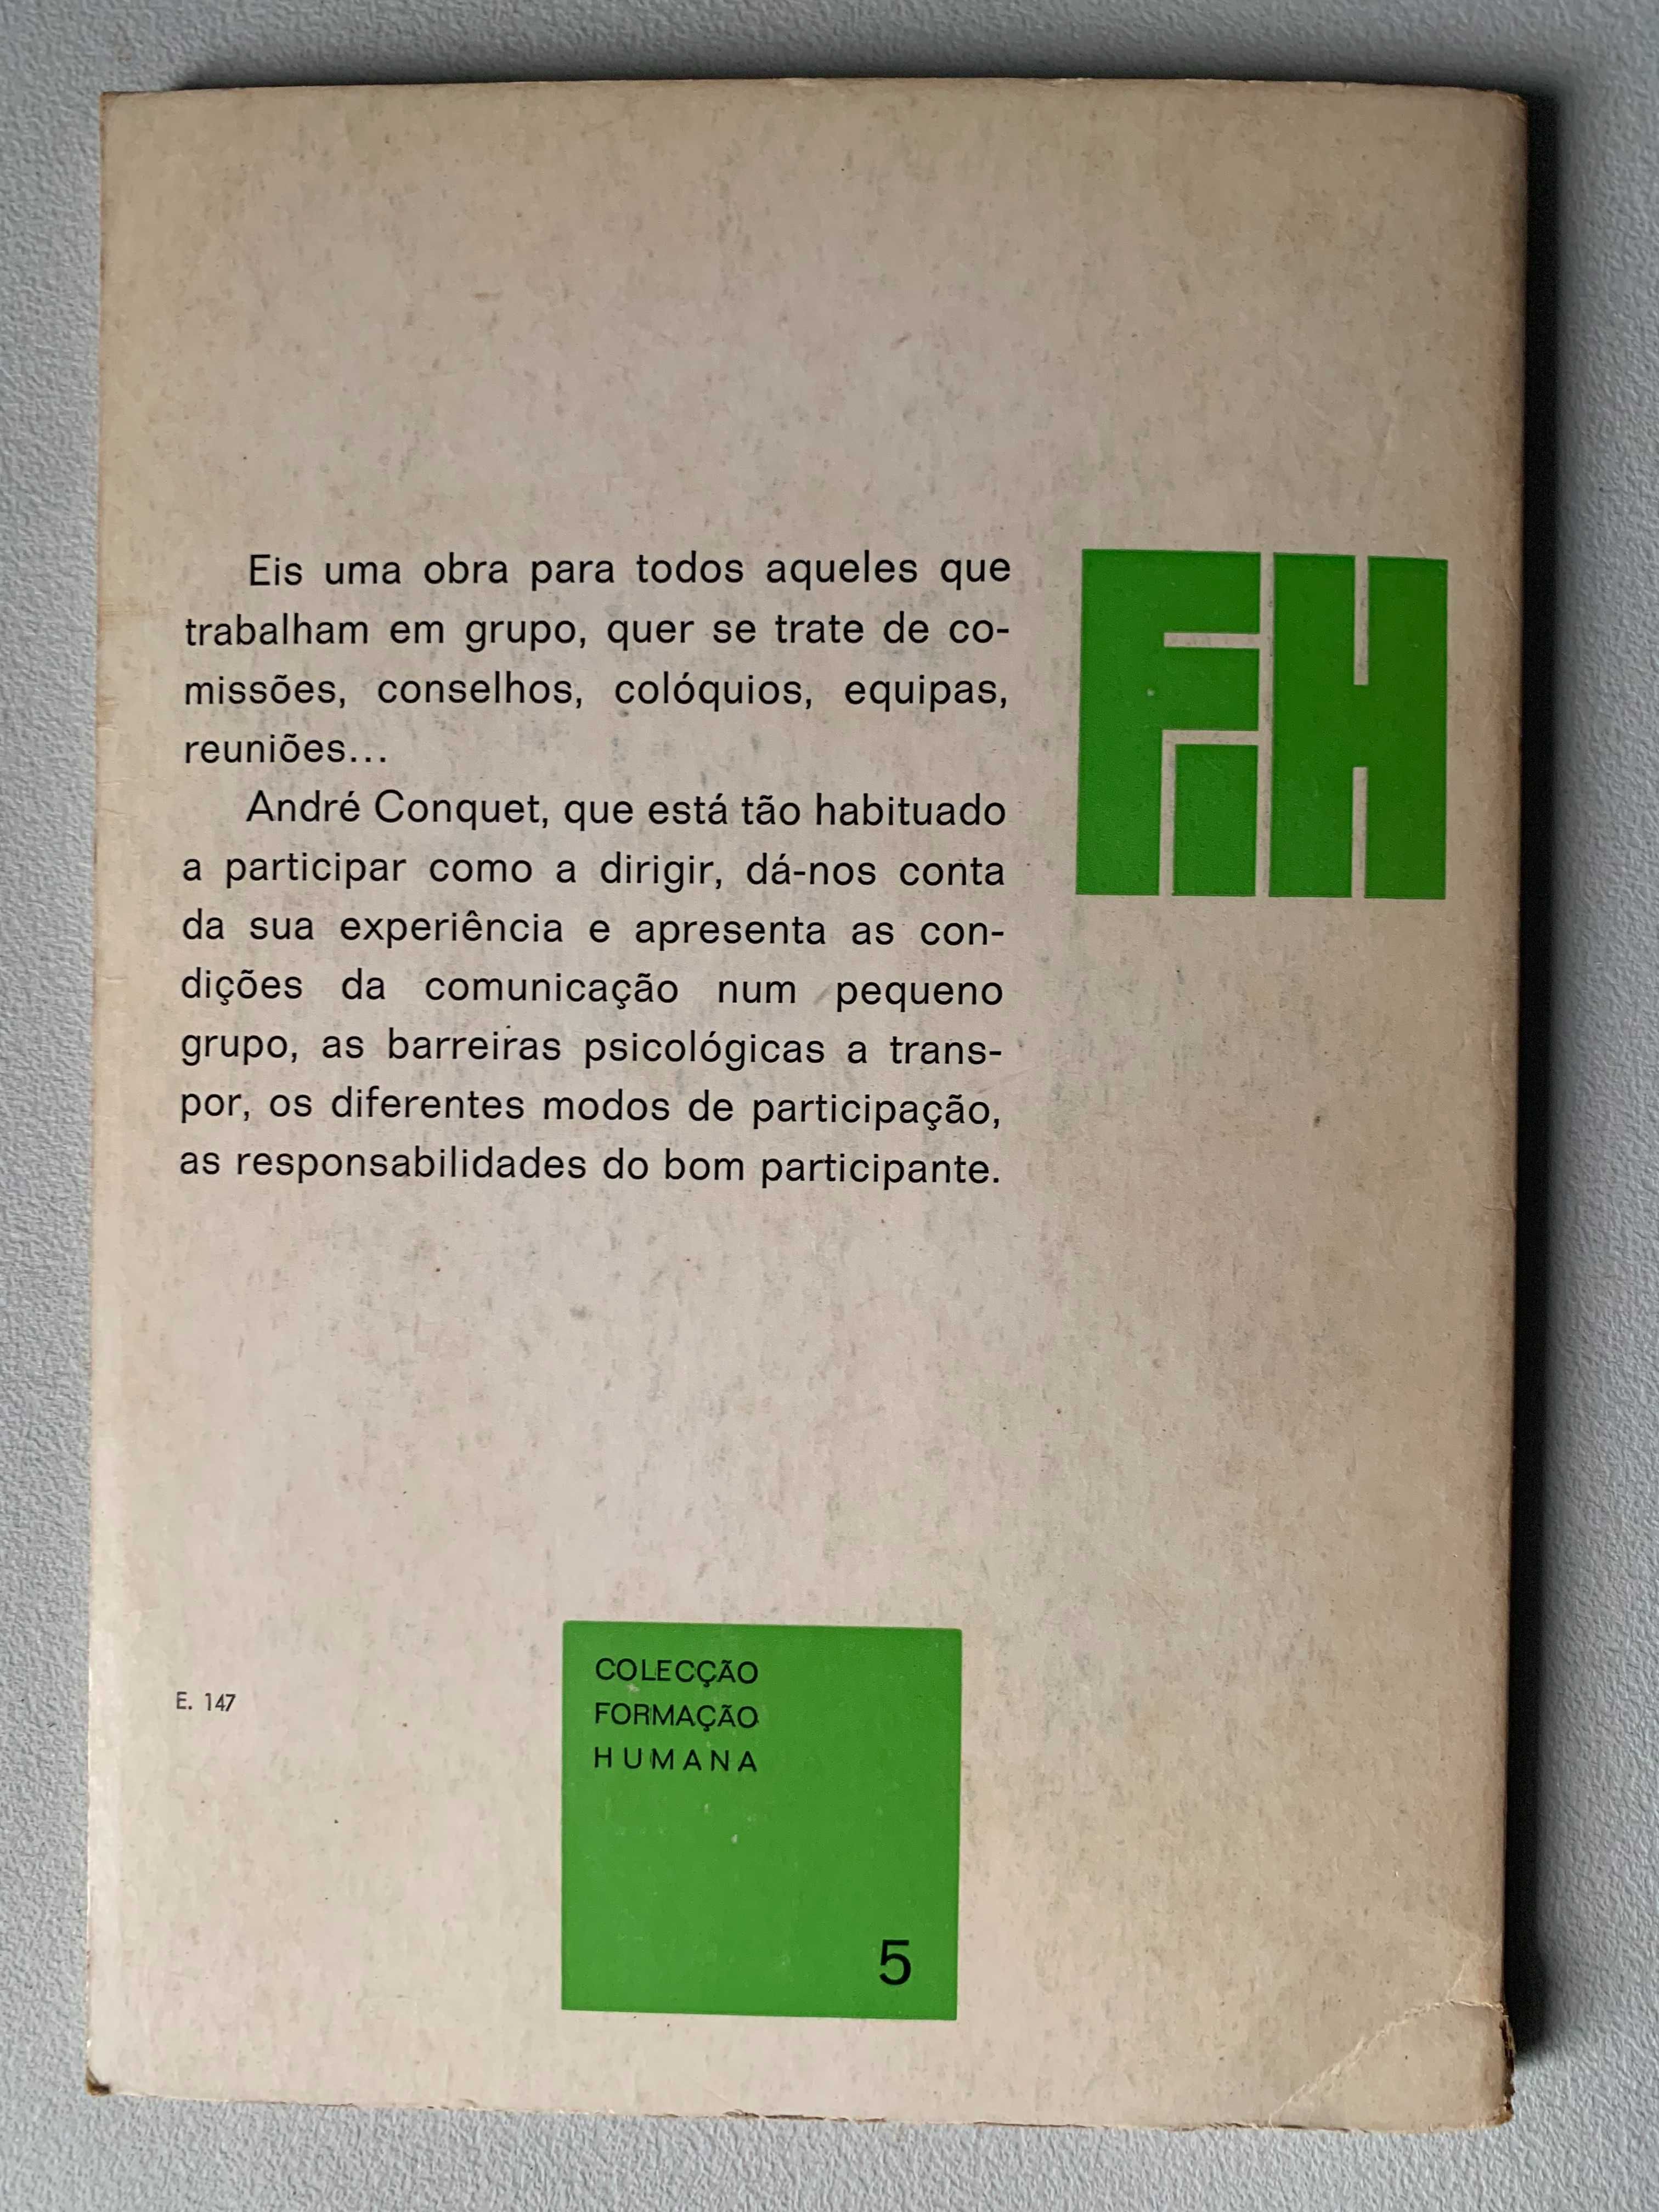 Eis uma obra para todos aqueles que
trabalham em grupo, quer se trate de co-
missões, conselhos, colóquios, equipas,
reuniões...
André Conquet, que está tão habituado
a participar como a dirigir, dá-nos conta
da sua experiência e apresenta as con-
dições da comunicação num pequeno
grupo, as barreiras psicológicas a trans-
por, os diferentes modos de participação,
as responsabilidades do bom participante.
FH
E. 147
COLECÇÃO
FORMAÇÃO
HUMANA
5